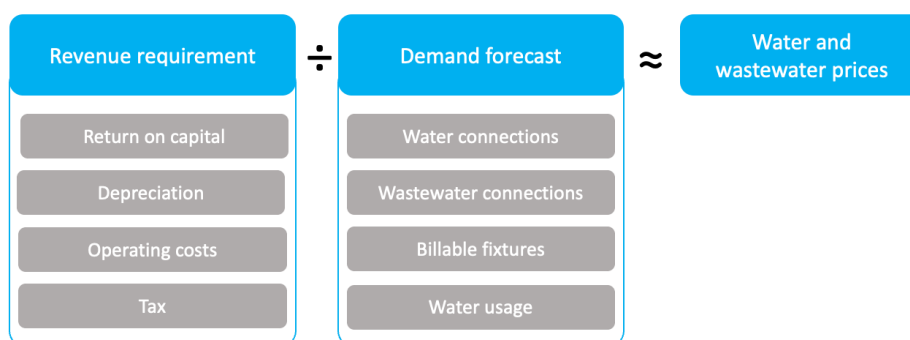 Revenue requirement
÷
Demand forecast
≈
Water and
wastewater prices
Return on capital
Depreciation
Operating costs
Tax
Water connections
Wastewater connections
Billable fixtures
Water usage